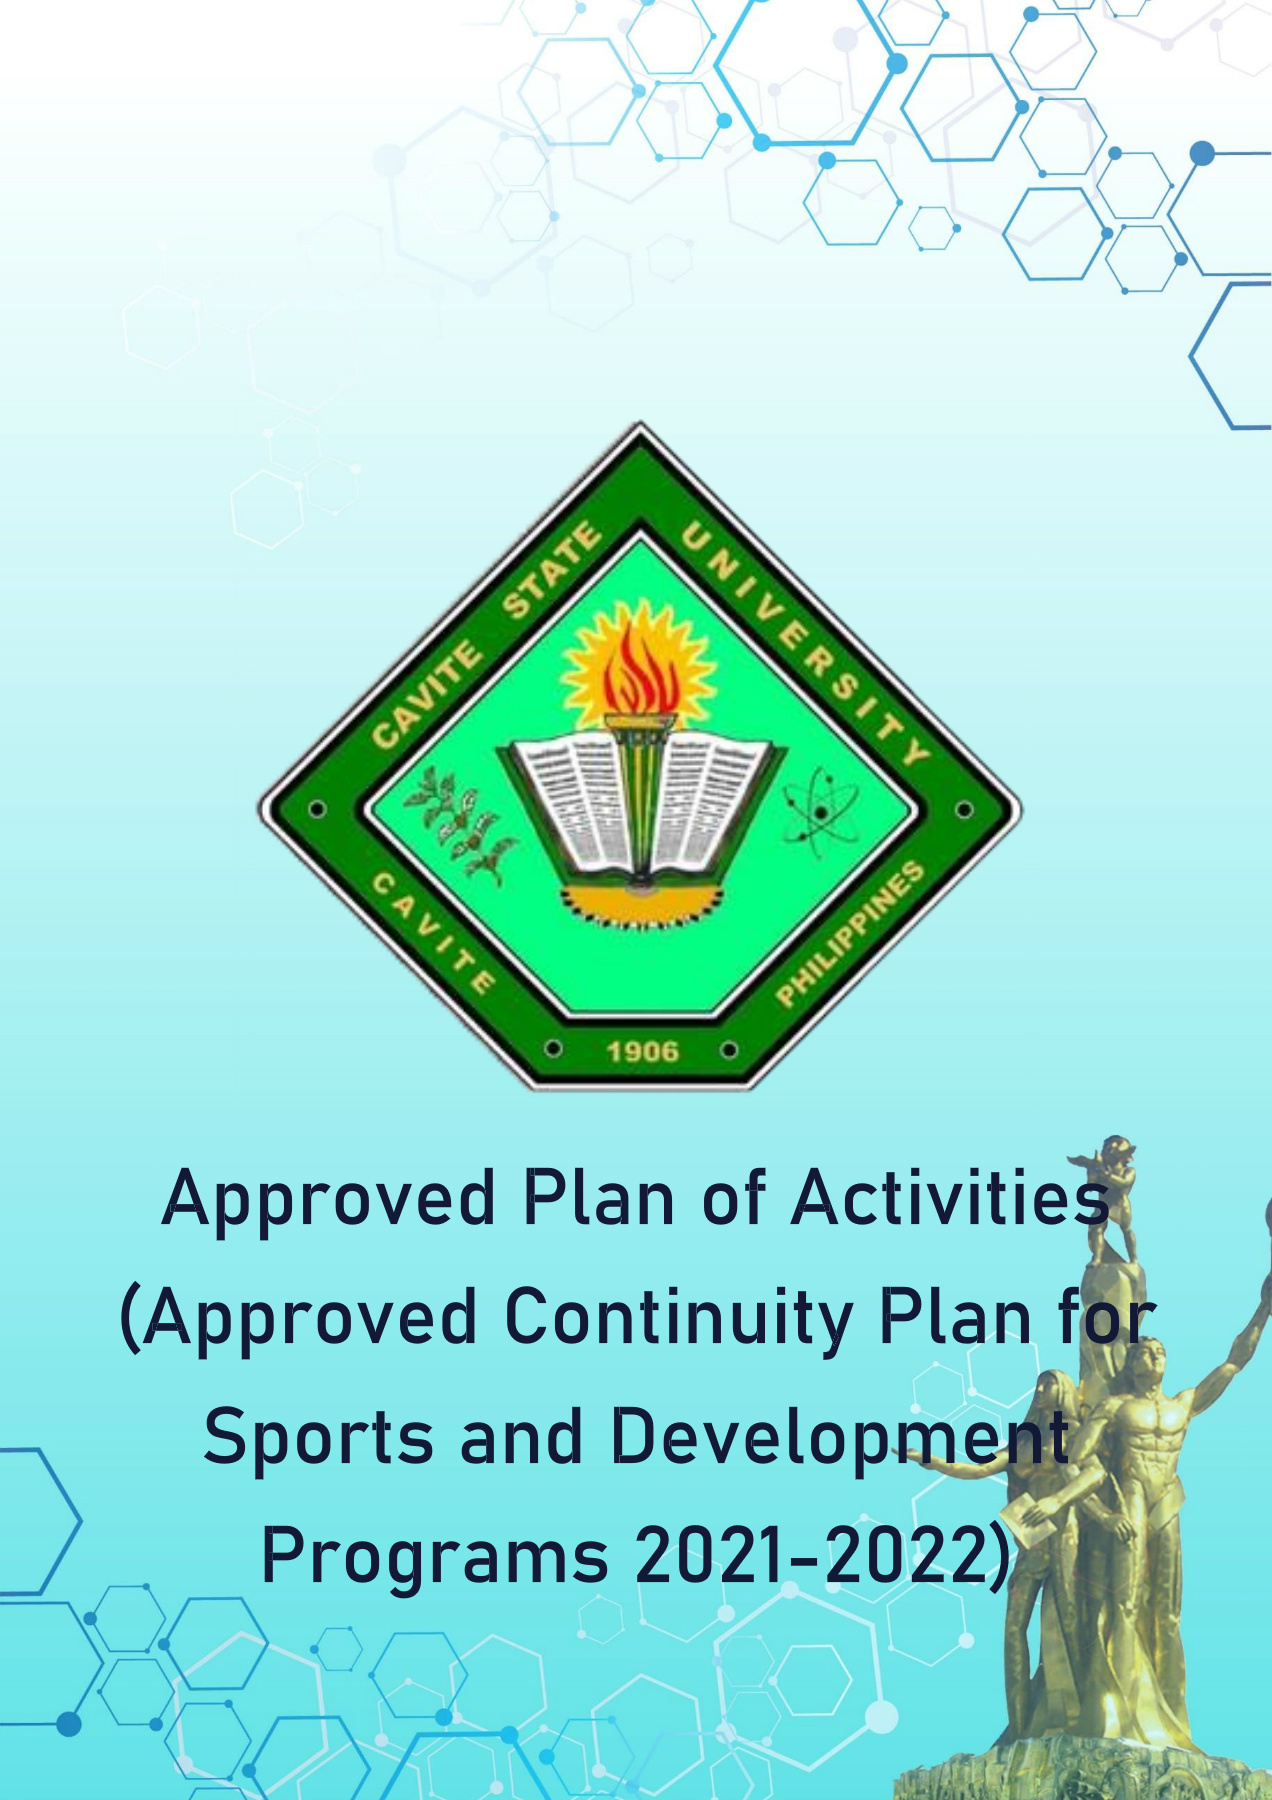 CAVITE STATE UNIVERSITY
CAVITE
PHILIPPINES
1906
Approved Plan of Activities
(Approved Continuity Plan for
Sports and Development
Programs 2021-2022)